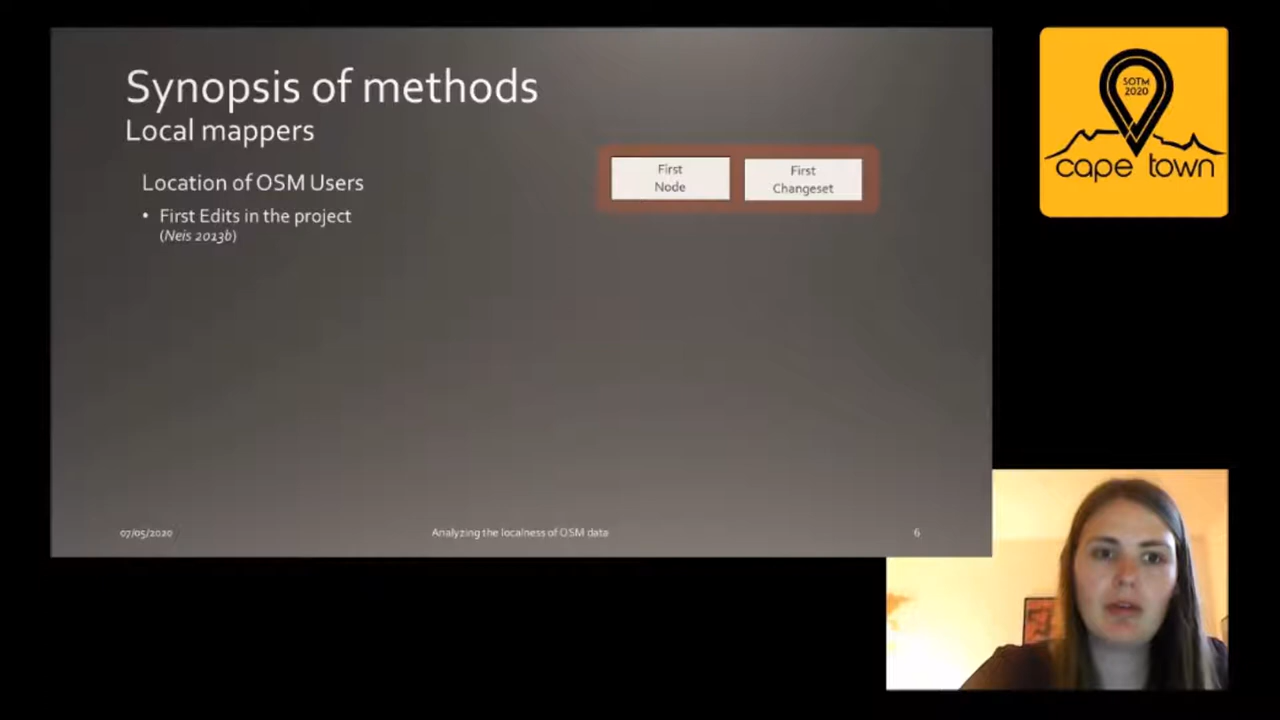 Synopsis of methods
Local mappers
Location of OSM Users
• First Edits in the project
(Neis 2013b)
First
Node
First
Changeset
07/05/2020
Analyzing the localness of OSM data
6
SOTM
2020
cape town